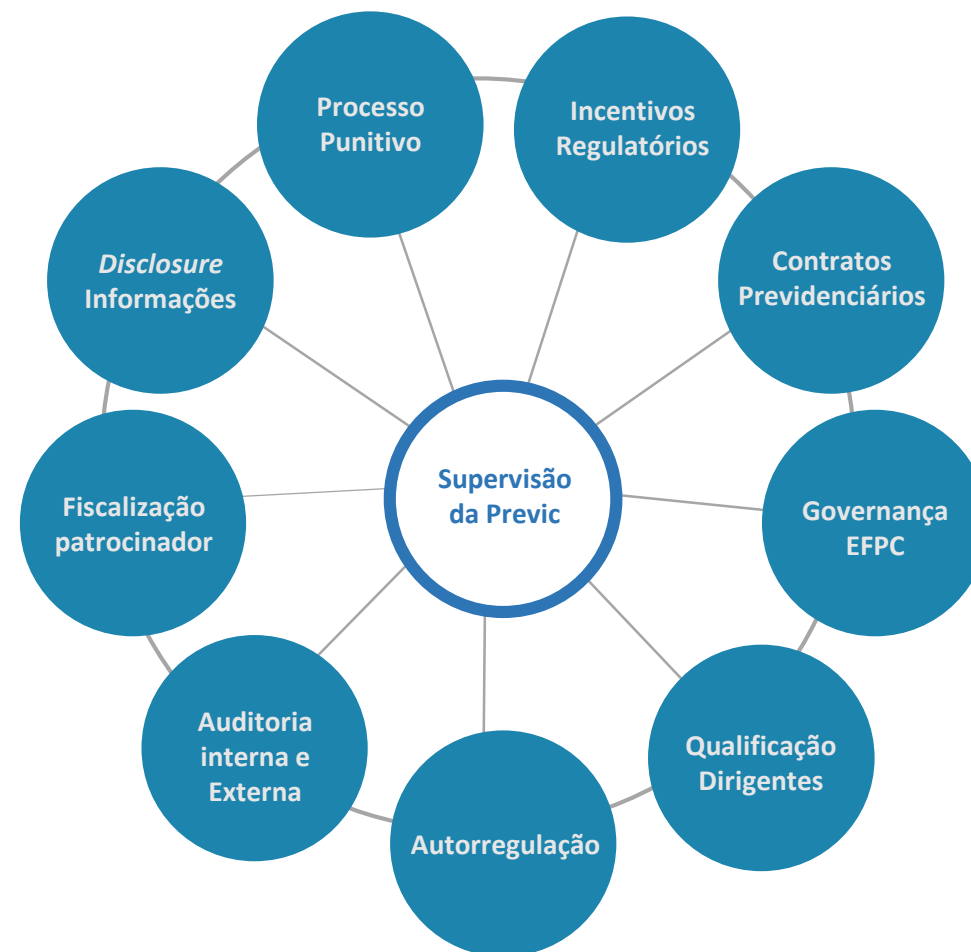 Processo
Punitivo
Incentivos
Regulatórios
Disclosure
Informações
Contratos
Previdenciários
Supervisão
da Previc
Fiscalização
patrocinador
Governança
EFPC
Auditoria
interna e
Externa
Qualificação
Dirigentes
Autorregulação